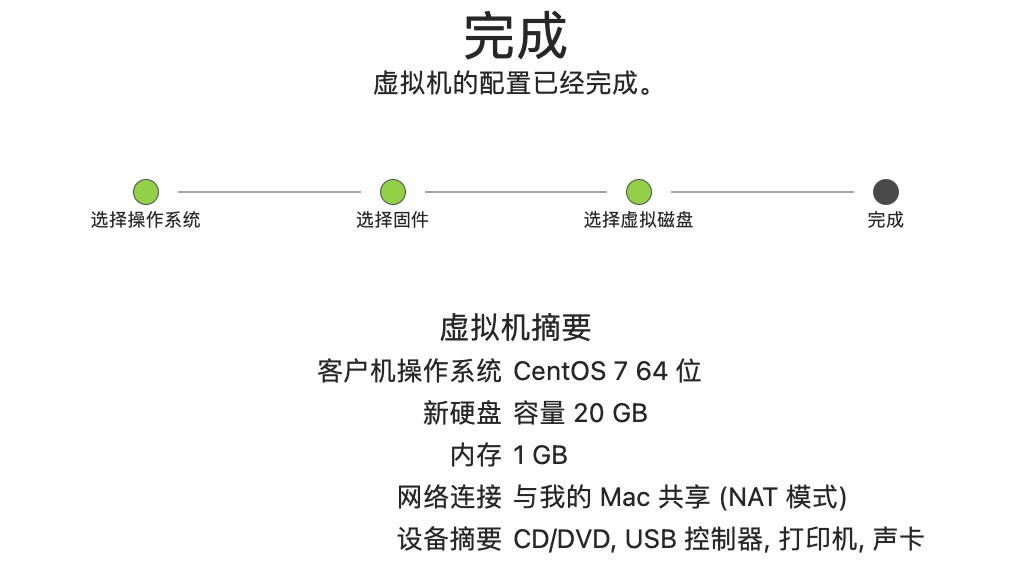 完成
虚拟机的配置已经完成。
选择操作系统 选择固件 选择虚拟磁盘 完成
虚拟机摘要
客户机操作系统 CentOS 7 64 位
新硬盘 容量 20 GB
内存 1 GB
网络连接 与我的 Mac 共享 (NAT 模式)
设备摘要 CD/DVD, USB 控制器, 打印机, 声卡